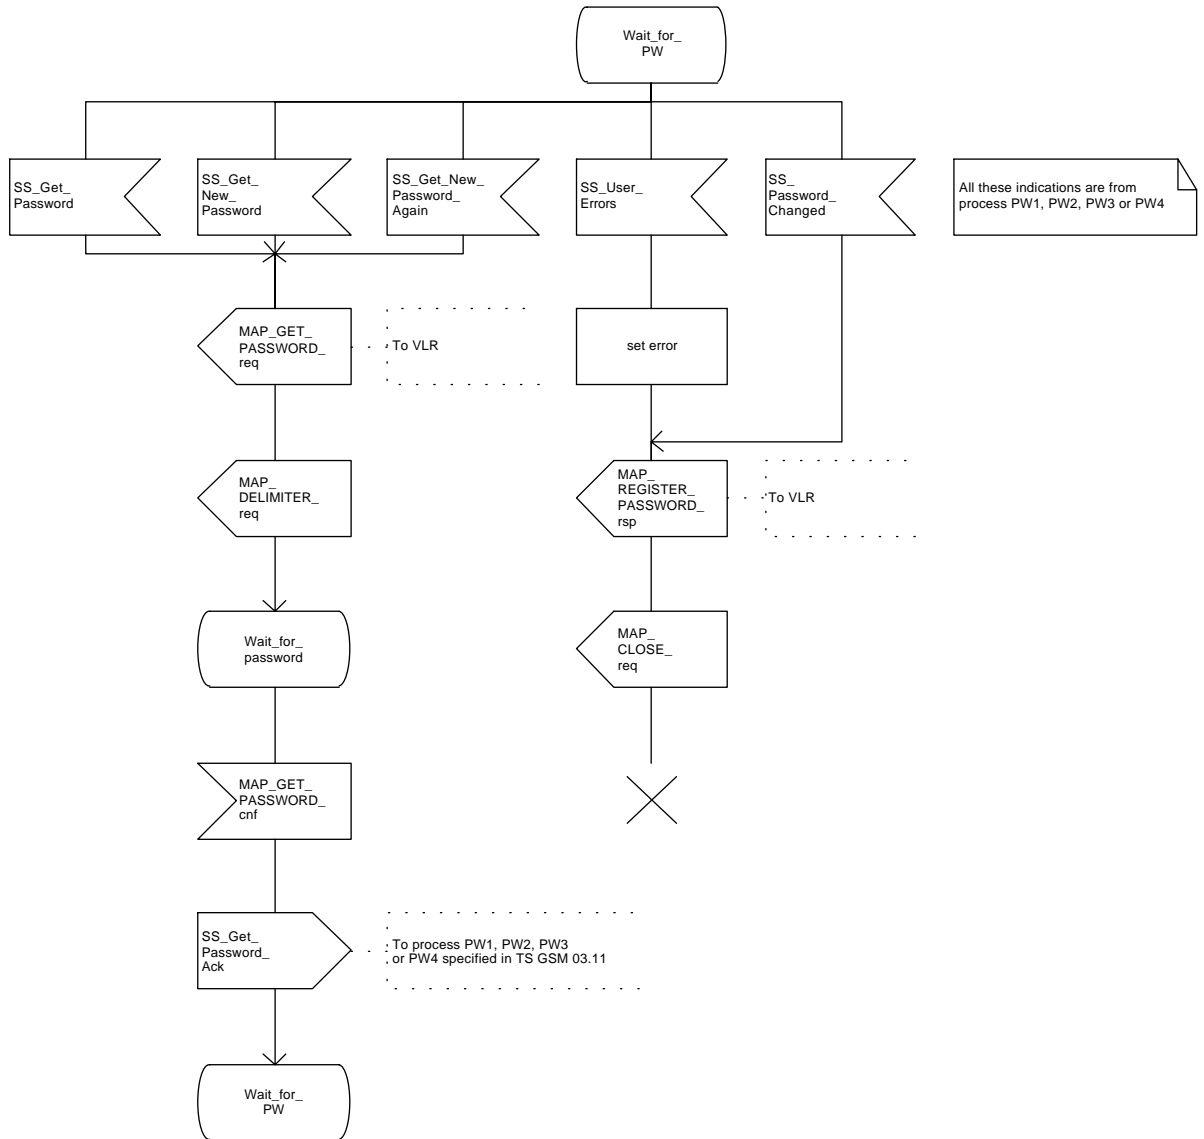 Wait_for_
PW
SS_Get_
Password
SS_Get_
New_
Password
SS_Get_New_
Password_
Again
SS_User_
Errors
SS_
Password_
Changed
All these indications are from
process PW1, PW2, PW3 or PW4
MAP_GET_
PASSWORD_
req
To VLR
set error
MAP_
DELIMITER_
req
MAP_
REGISTER_
PASSWORD_
rsp
To VLR
Wait_for_
password
MAP_
CLOSE_
req
MAP_GET_
PASSWORD_
cnf
SS_Get_
Password_
Ack
To process PW1, PW2, PW3
or PW4 specified in TS GSM 03.11
Wait_for_
PW